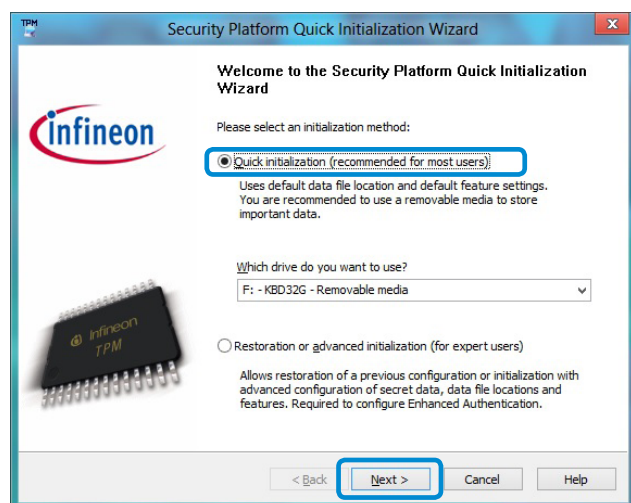 TPM
Security Platform Quick Initialization Wizard
x
Welcome to the Security Platform Quick Initialization
Wizard
infineon
Please select an initialization method:
Quick initialization (recommended for most users)
Uses default data file location and default feature settings.
You are recommended to use a removable media to store
important data.
Which drive do you want to use?
F: - KBD32G - Removable media
Infineon
TPM
Restoration or advanced initialization (for expert users)
Allows restoration of a previous configuration or initialization with
advanced configuration of secret data, data file locations and
features. Required to configure Enhanced Authentication.
< Back
Next >
Cancel
Help